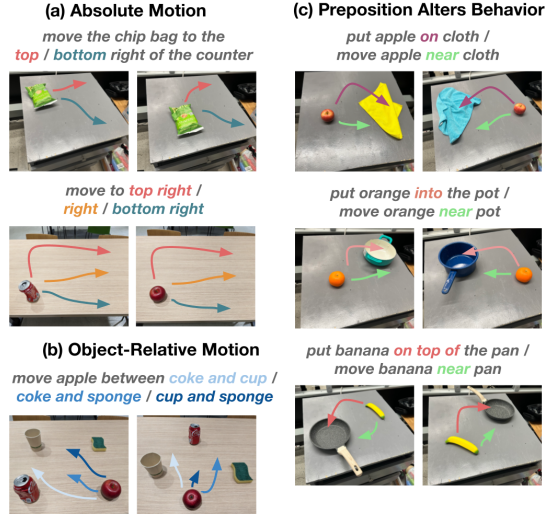 (a) Absolute Motion
move the chip bag to the
top / bottom right of the counter
move to top right /
right / bottom right
(b) Object-Relative Motion
move apple between coke and cup /
coke and sponge / cup and sponge
(c) Preposition Alters Behavior
put apple on cloth /
move apple near cloth
put orange into the pot /
move orange near pot
put banana on top of the pan /
move banana near pan